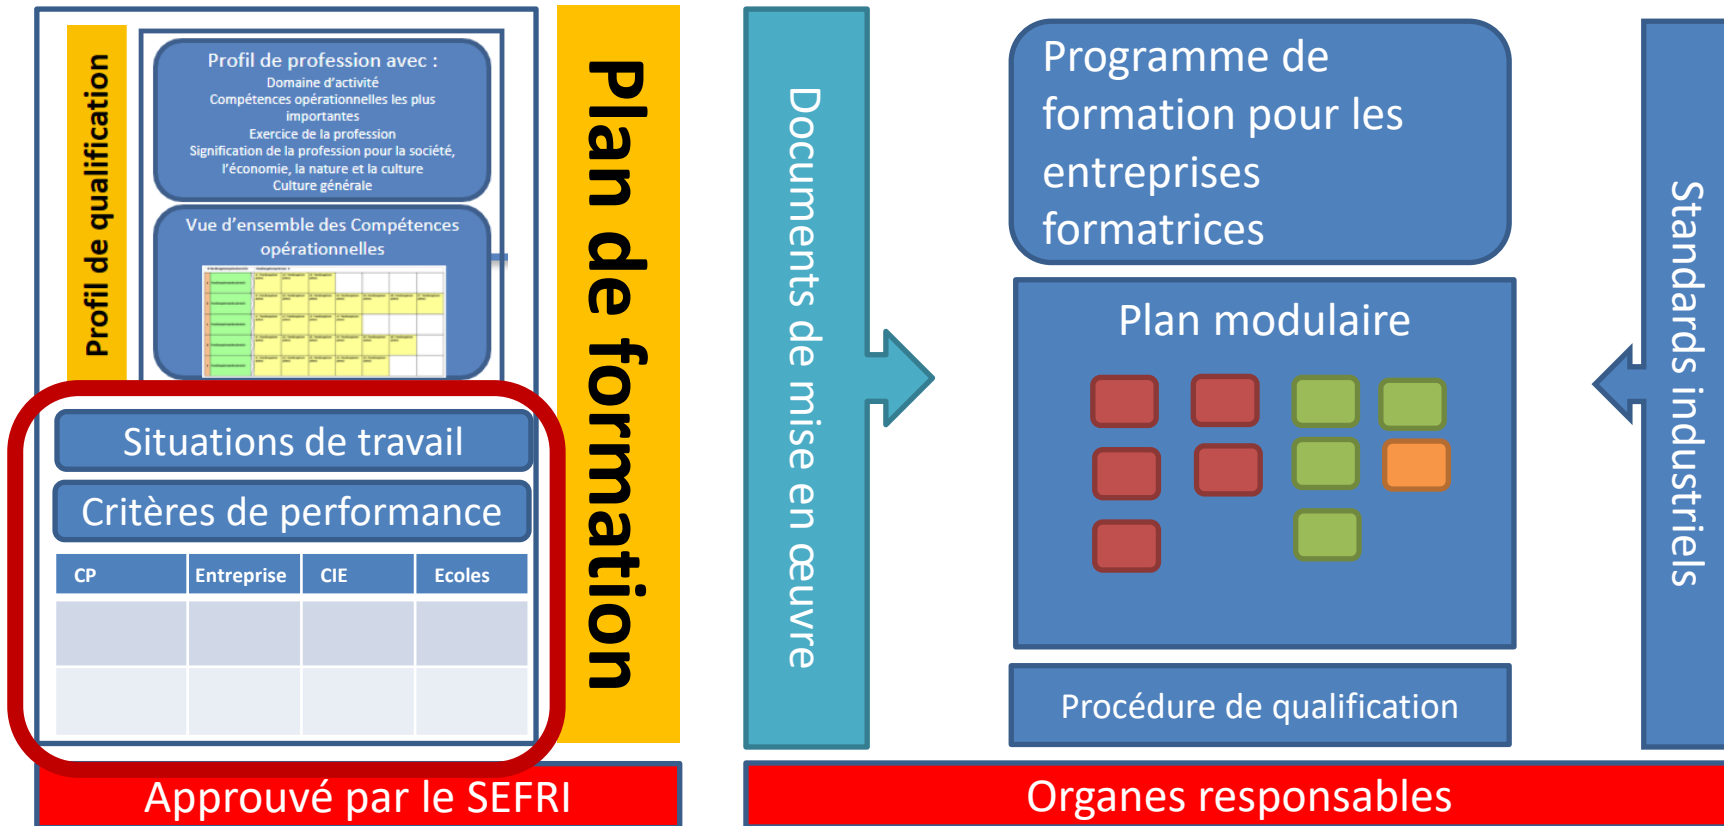 Profil de qualification
Profil de profession avec :
Domaine d'activité
Compétences opérationnelles les plus
importantes
Exercice de la profession
Signification de la profession pour la société,
l'économie, la nature et la culture
Culture générale
Vue d'ensemble des Compétences
opérationnelles
Situations de travail
Critères de performance
CP Entreprise CIE Ecoles
Plan de formation
Approuvé par le SEFRI
Documents de mise en œuvre
Programme de
formation pour les
entreprises
formatrices
Plan modulaire
Procédure de qualification
Standards industriels
Organes responsables